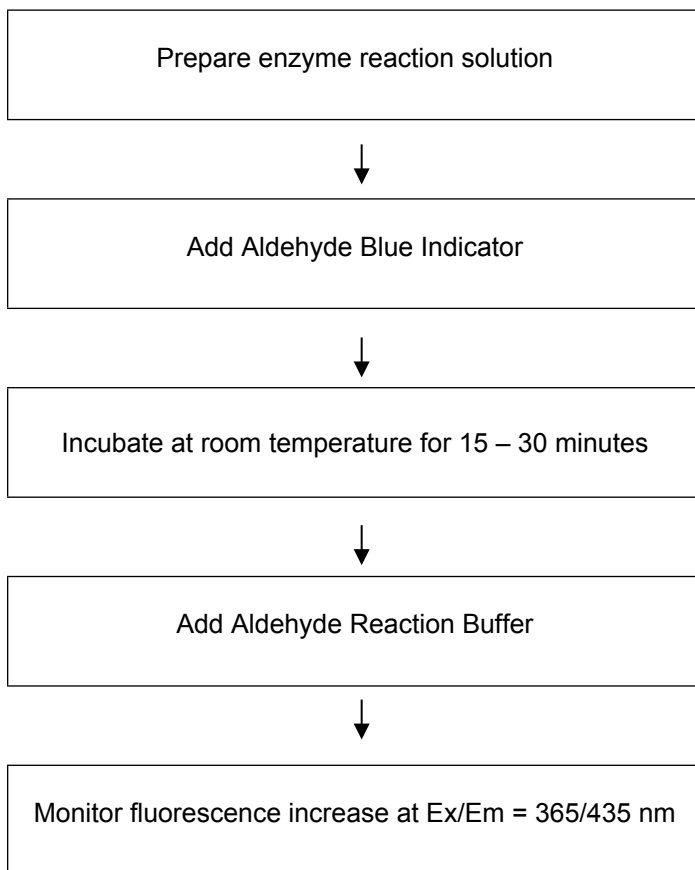 Prepare enzyme reaction solution
Add Aldehyde Blue Indicator
Incubate at room temperature for 15 – 30 minutes
Add Aldehyde Reaction Buffer
Monitor fluorescence increase at Ex/Em = 365/435 nm